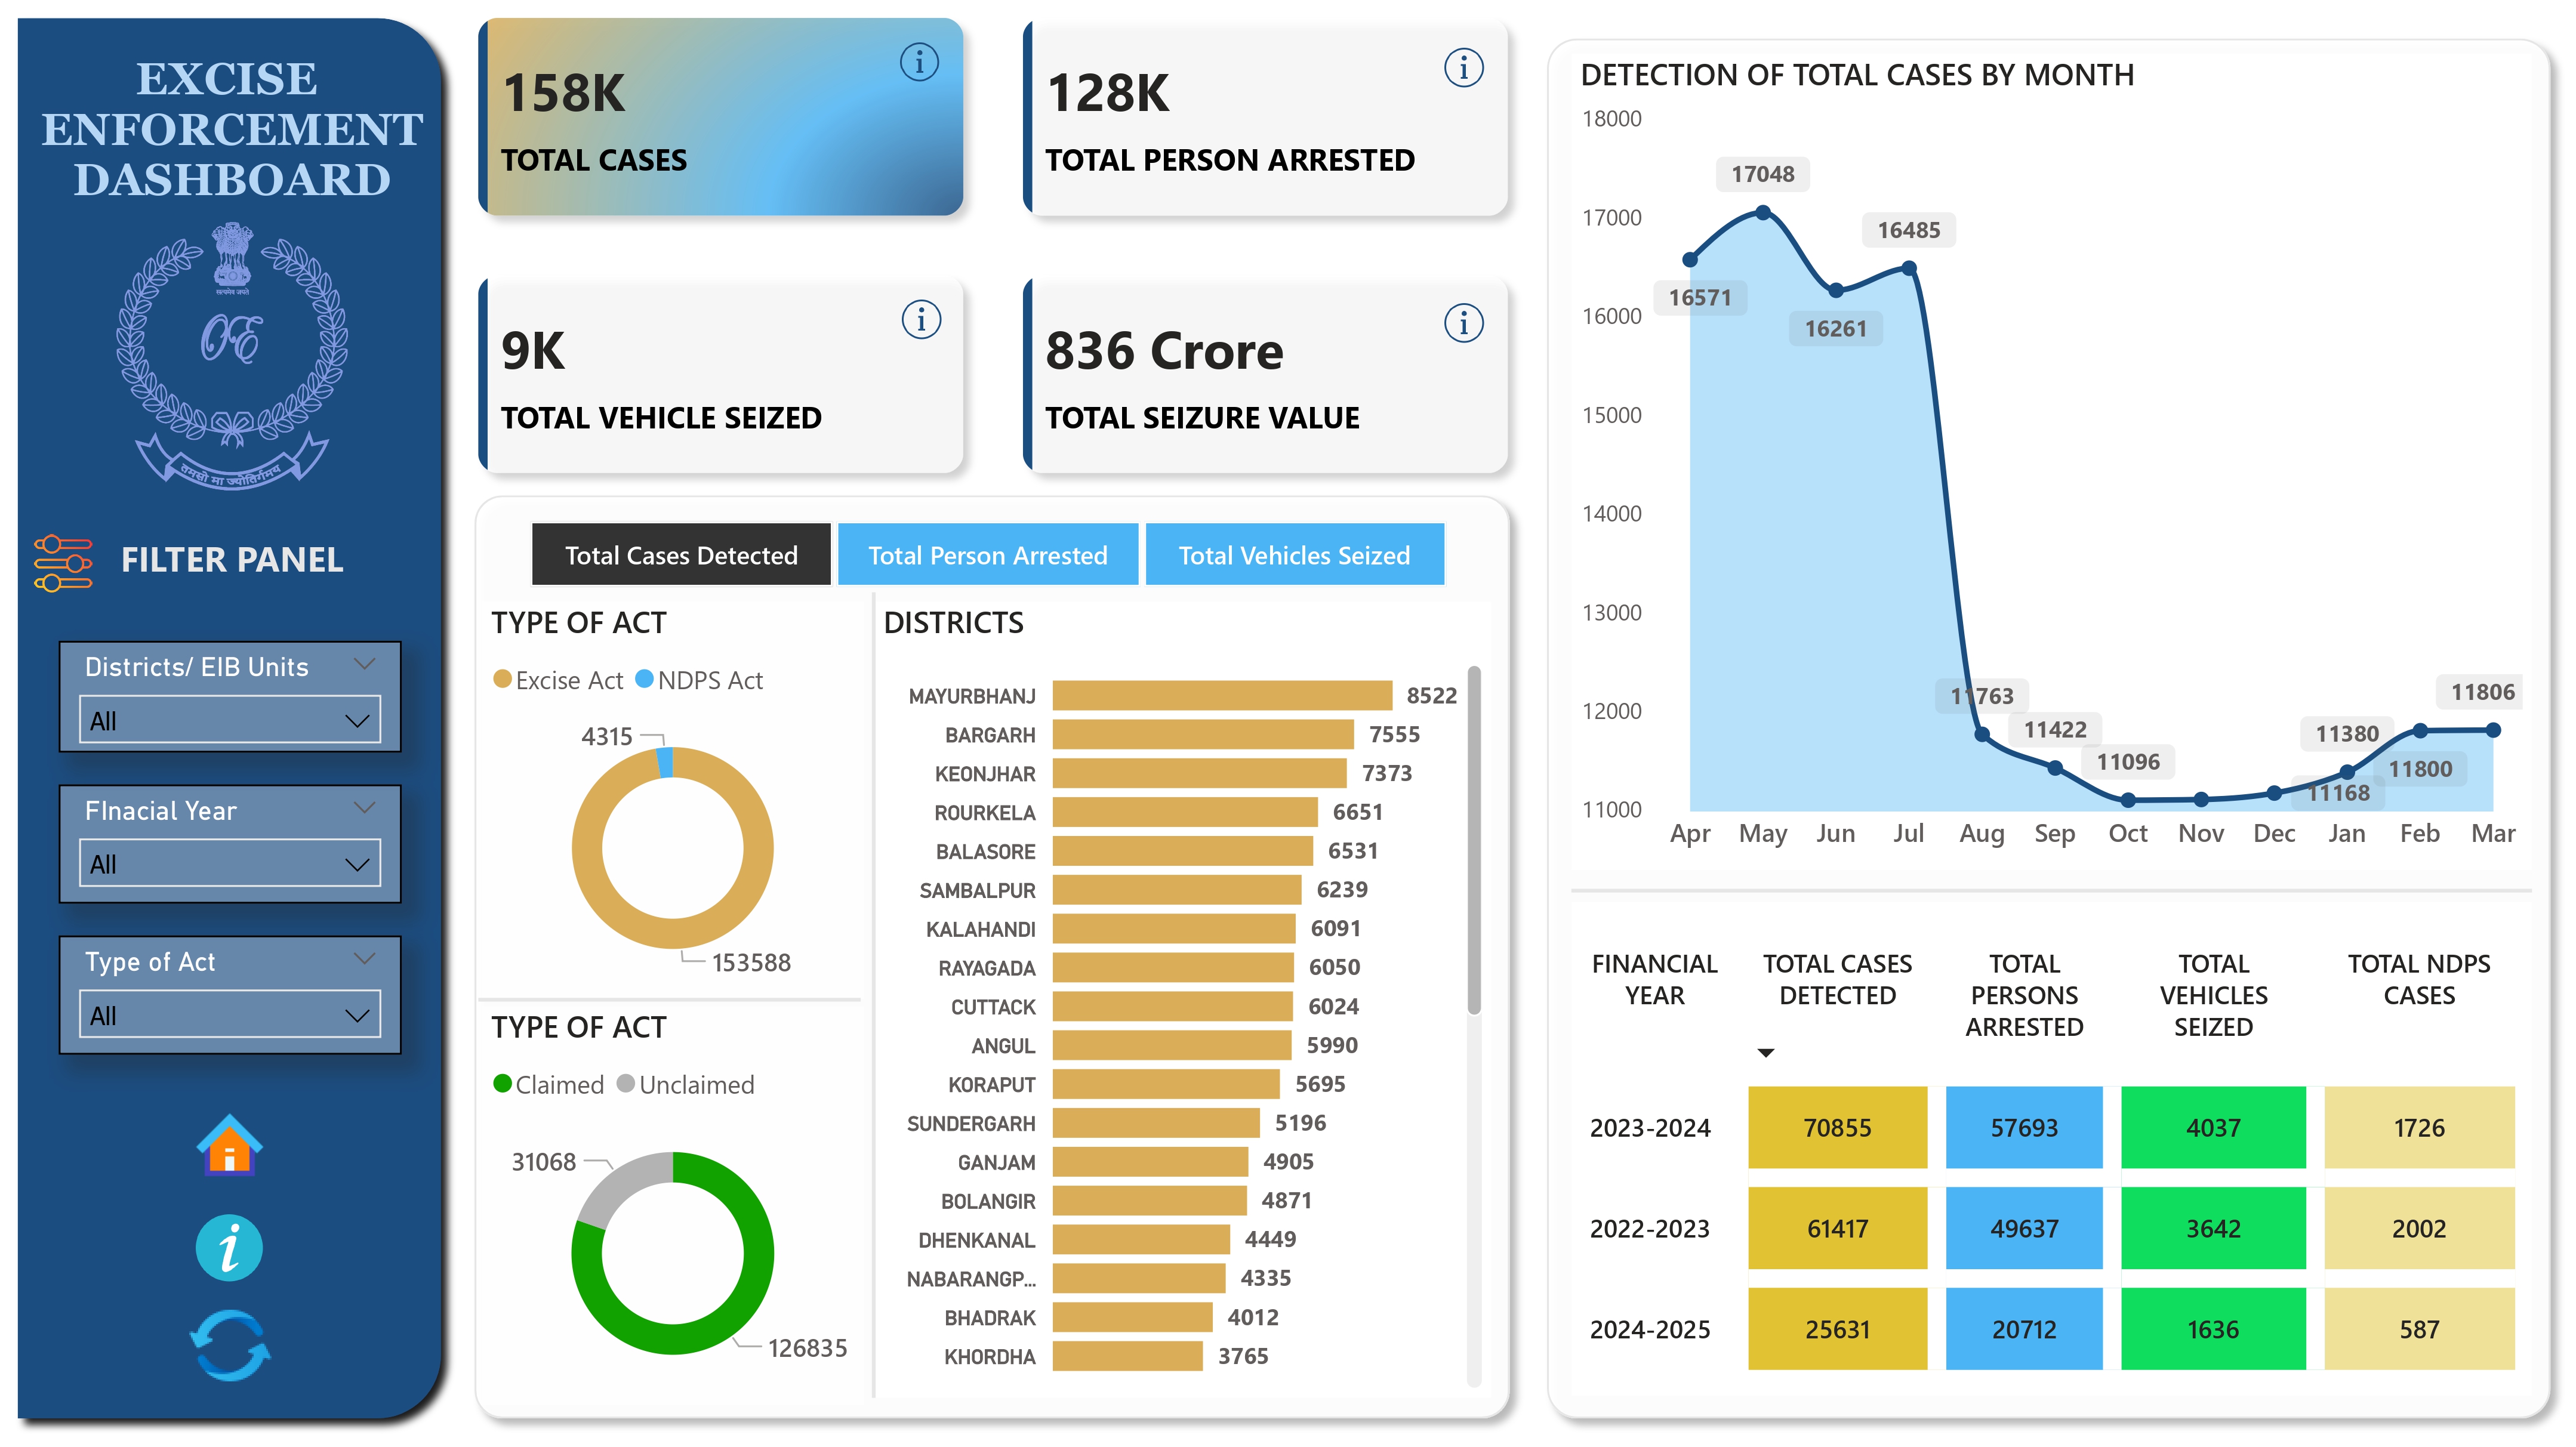 EXCISE
ENFORCEMENT
DASHBOARD
सत्यमेव जयते
OE
तमसो मा ज्योतिर्गमय
FILTER PANEL
Districts/ EIB Units
All
FInacial Year
All
Type of Act
All
158K
TOTAL CASES
128K
TOTAL PERSON ARRESTED
9K
TOTAL VEHICLE SEIZED
836 Crore
TOTAL SEIZURE VALUE
Total Cases Detected
Total Person Arrested
Total Vehicles Seized
TYPE OF ACT
Excise Act NDPS Act
4315
153588
TYPE OF ACT
Claimed Unclaimed
31068
126835
DISTRICTS
MAYURBHANJ 8522
BARGARH 7555
KEONJHAR 7373
ROURKELA 6651
BALASORE 6531
SAMBALPUR 6239
KALAHANDI 6091
RAYAGADA 6050
CUTTACK 6024
ANGUL 5990
KORAPUT 5695
SUNDERGARH 5196
GANJAM 4905
BOLANGIR 4871
DHENKANAL 4449
NABARANGP... 4335
BHADRAK 4012
KHORDHA 3765
DETECTION OF TOTAL CASES BY MONTH
18000
17000
16000
15000
14000
13000
12000
11000
16571
17048
16261
16485
11763
11422
11096
11168
11380
11800
11806
Apr May Jun Jul Aug Sep Oct Nov Dec Jan Feb Mar
FINANCIAL YEAR
TOTAL CASES DETECTED
TOTAL PERSONS ARRESTED
TOTAL VEHICLES SEIZED
TOTAL NDPS CASES
2023-2024 70855 57693 4037 1726
2022-2023 61417 49637 3642 2002
2024-2025 25631 20712 1636 587